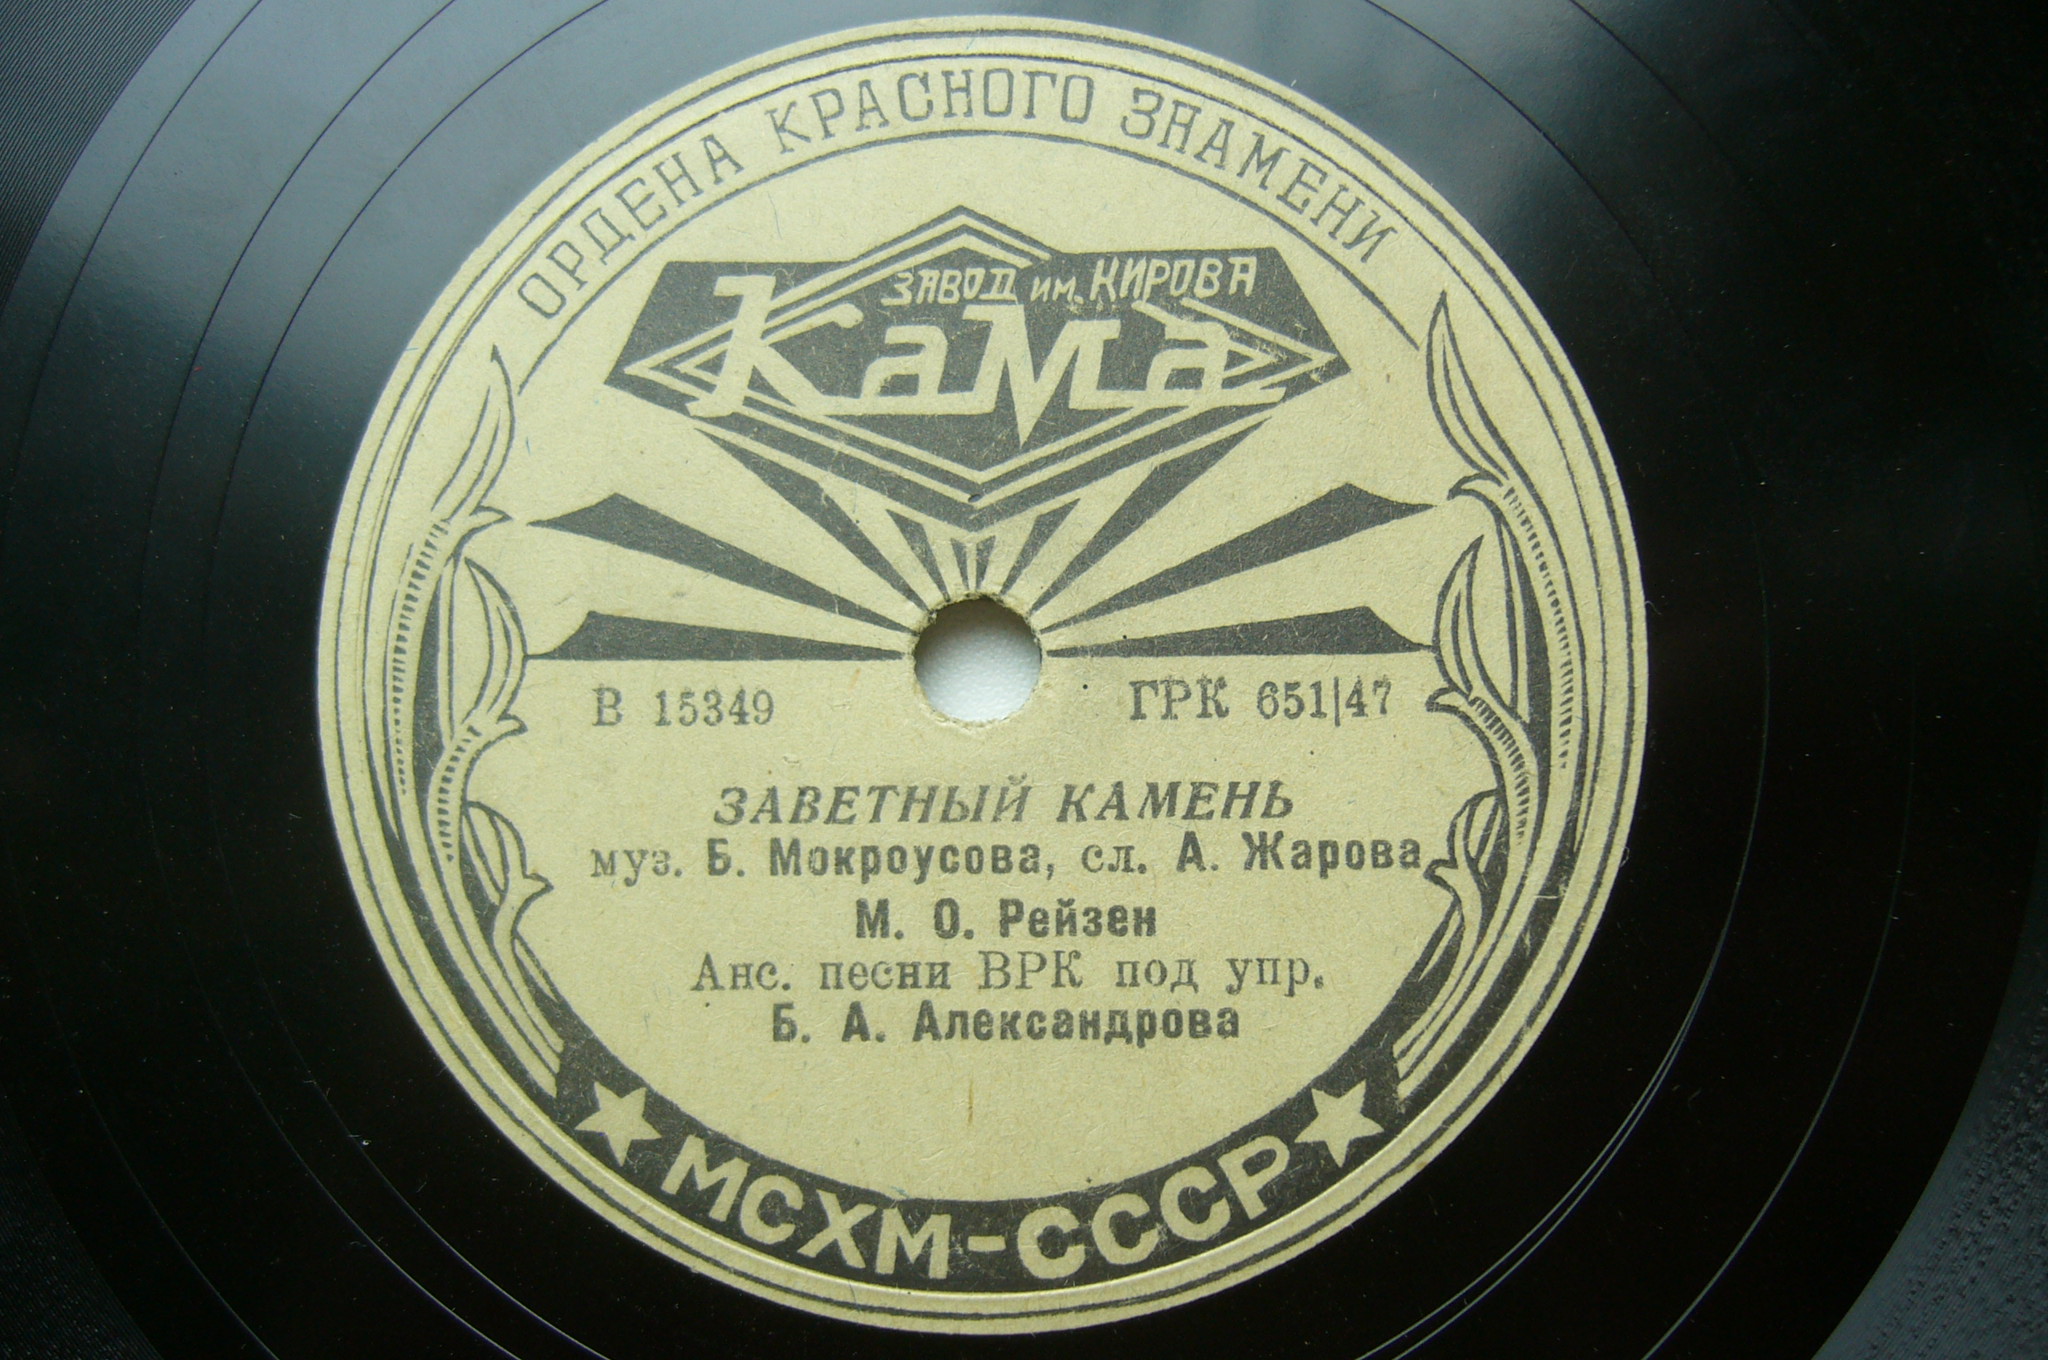 ОРДЕНА КРАСНОГО ЗНАМЕНИ
ЗАВОД им. КИРОВА
КаМа
В 15349
ГРК 651|47
ЗАВЕТНЫЙ КАМЕНЬ
муз. Б. Мокроусова, сл. А. Жарова
М. О. Рейзен
Анс. песни ВРК под упр.
Б. А. Александрова
МСХМ-СССР